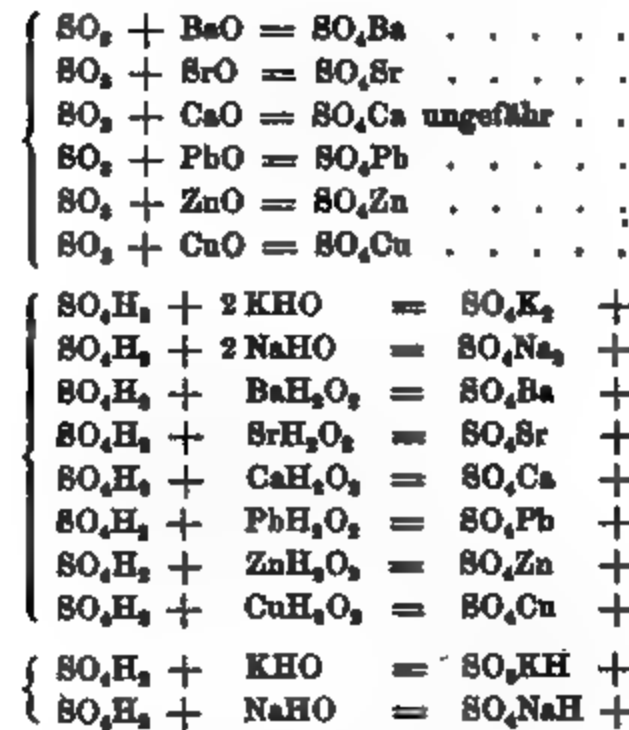 SO₃ + BaO = SO₄Ba . . . . .
SO₃ + SrO = SO₄Sr . . . . .
SO₃ + CaO = SO₄Ca ungefähr . .
SO₃ + PbO = SO₄Pb . . . . .
SO₃ + ZnO = SO₄Zn . . . . .
SO₃ + CuO = SO₄Cu . . . . .
SO₄H₂ + 2 KHO = SO₄K₂ +
SO₄H₂ + 2 NaHO = SO₄Na₂ +
SO₄H₂ + BaH₂O₂ = SO₄Ba +
SO₄H₂ + SrH₂O₂ = SO₄Sr +
SO₄H₂ + CaH₂O₂ = SO₄Ca +
SO₄H₂ + PbH₂O₂ = SO₄Pb +
SO₄H₂ + ZnH₂O₂ = SO₄Zn +
SO₄H₂ + CuH₂O₂ = SO₄Cu +
SO₄H₂ + KHO = SO₄KH +
SO₄H₂ + NaHO = SO₄NaH +